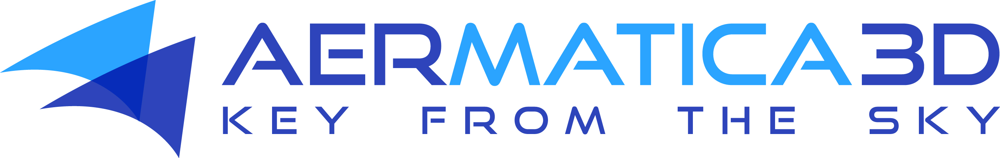 AERMATICA3D
KEY FROM THE SKY